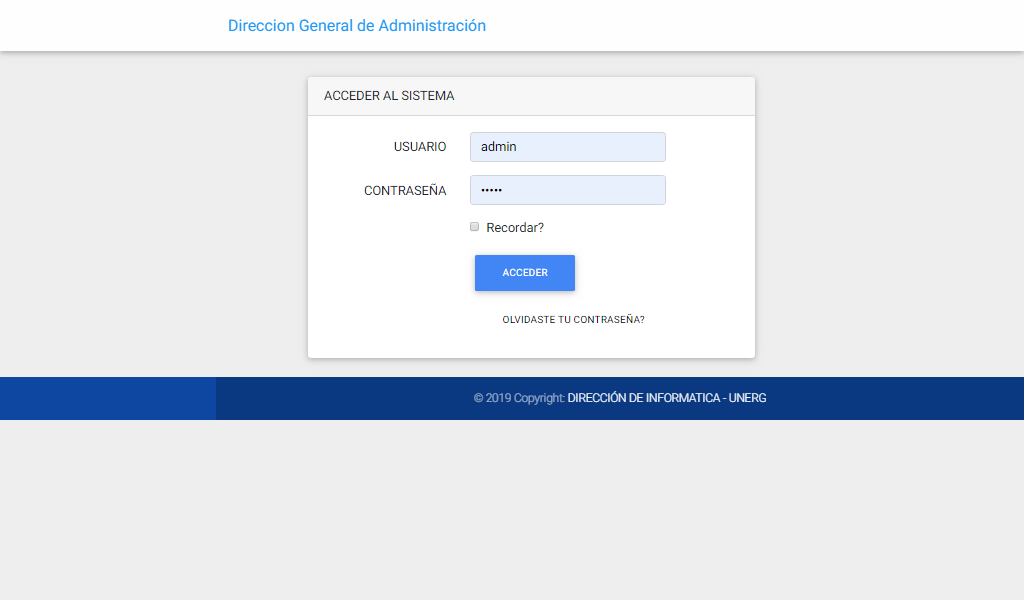 Direccion General de Administración
ACCEDER AL SISTEMA
USUARIO admin
CONTRASEÑA •••••
Recordar?
ACCEDER
OLVIDASTE TU CONTRASEÑA?
© 2019 Copyright: DIRECCIÓN DE INFORMATICA - UNERG